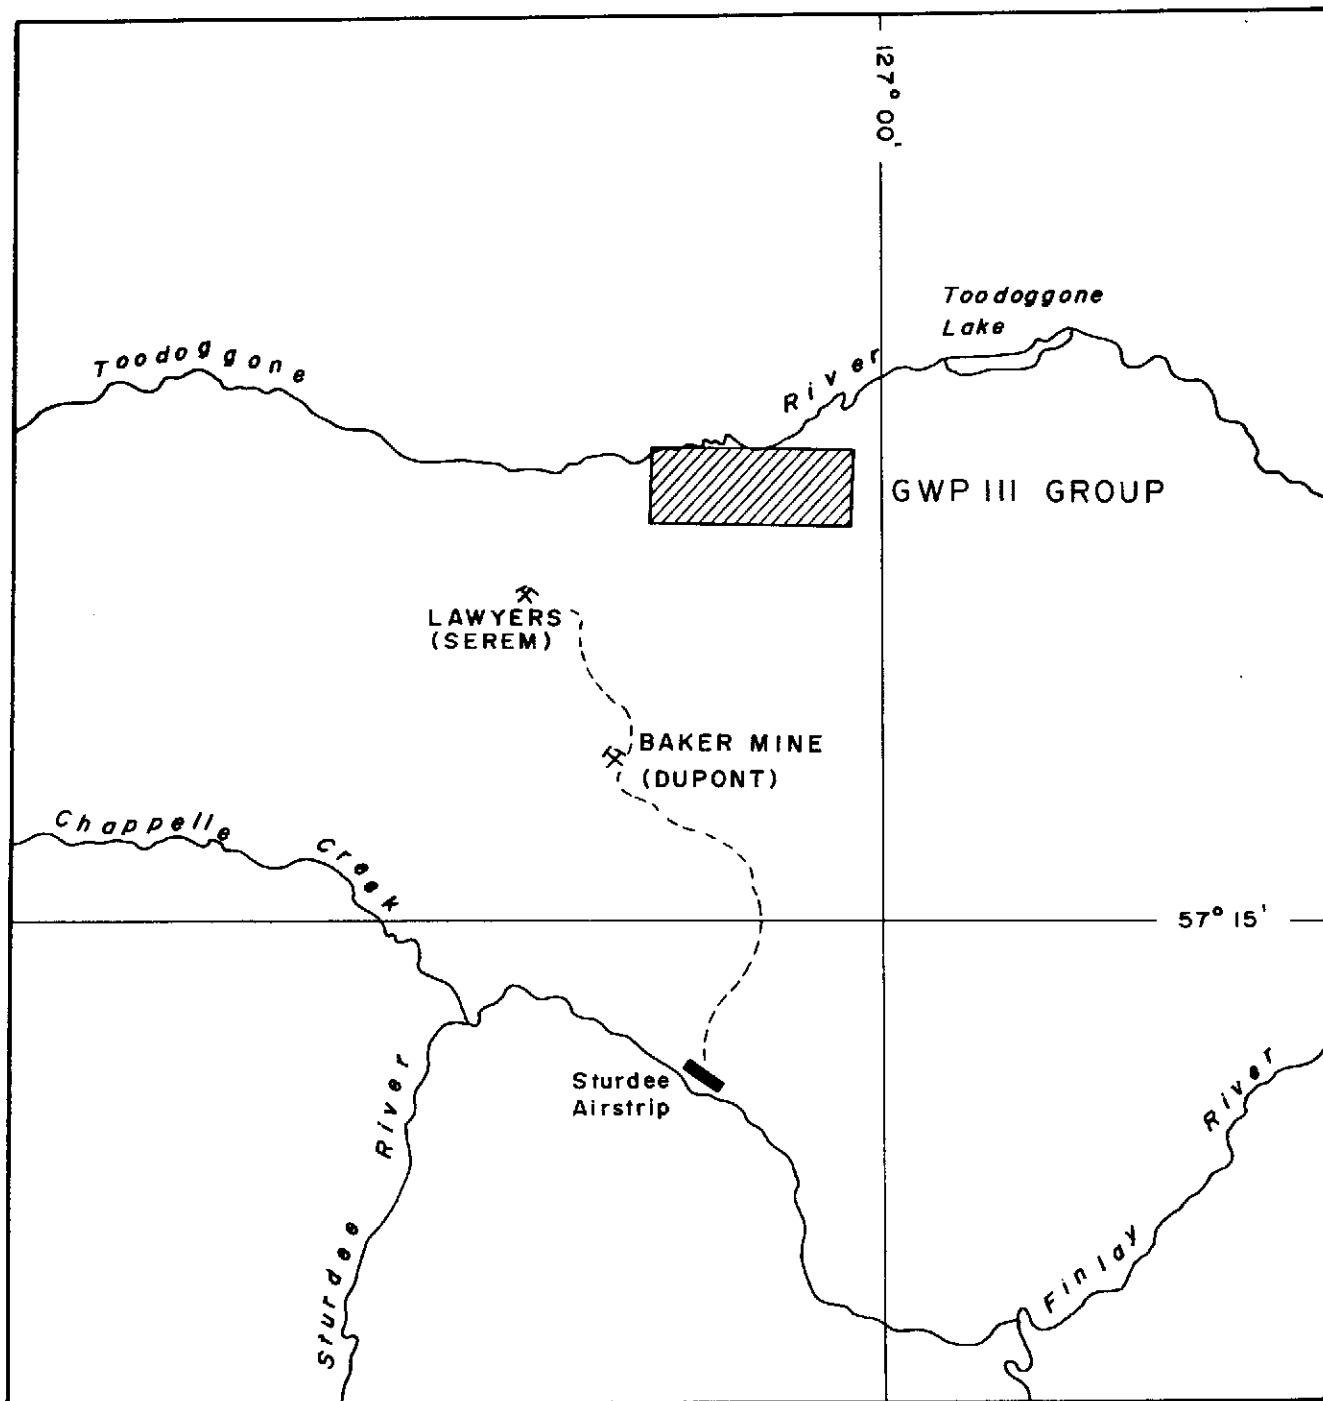 127° 00'
Toodoggone
Lake
Toodoggone
River
GWP III GROUP
LAWYERS
(SEREM)
BAKER MINE
(DUPONT)
Chappelle
Creek
57° 15'
Sturdee
Airstrip
River
Sturdee
River
Finlay